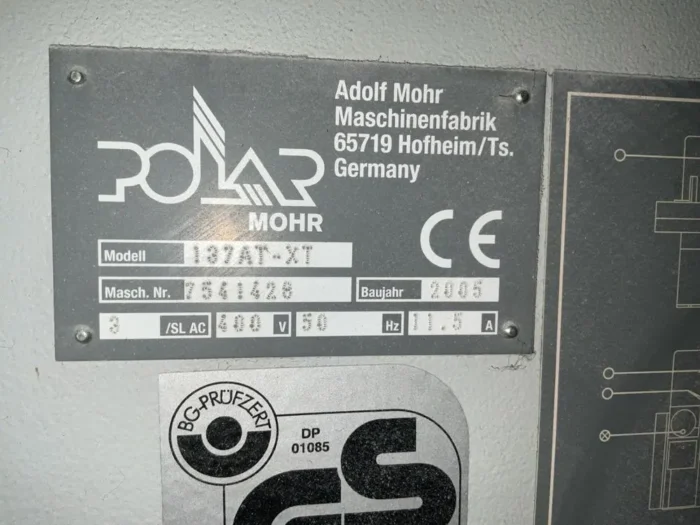 POLAR
MOHR
Adolf Mohr
Maschinenfabrik
65719 Hofheim/Ts.
Germany
CE
Modell 137AT-XT
Masch. Nr. 7541428 Baujahr 2005
3 /SL AC 400 V 50 Hz 11.5 A
BG-PRÜFZERT
DP
01085
GS